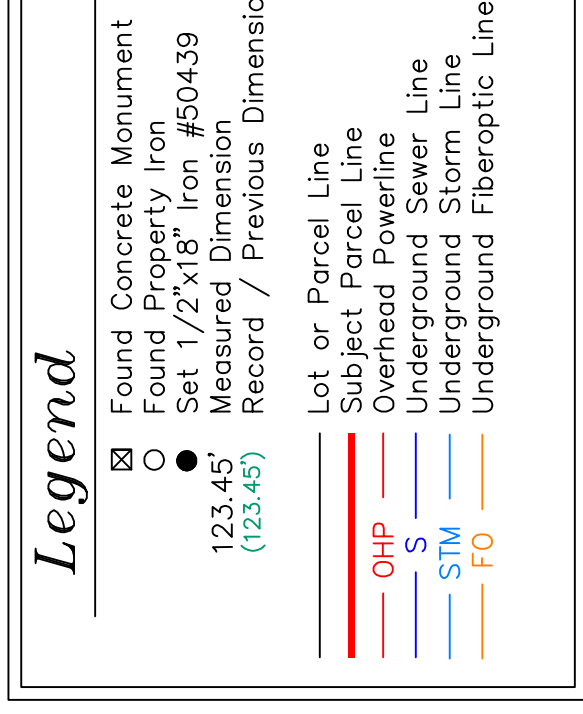 Legend
Found Concrete Monument
Found Property Iron
Set 1/2"x18" Iron #50439
123.45' Measured Dimension
(123.45') Record / Previous Dimensio
Lot or Parcel Line
Subject Parcel Line
OHP Overhead Powerline
S Underground Sewer Line
STM Underground Storm Line
FO Underground Fiberoptic Line